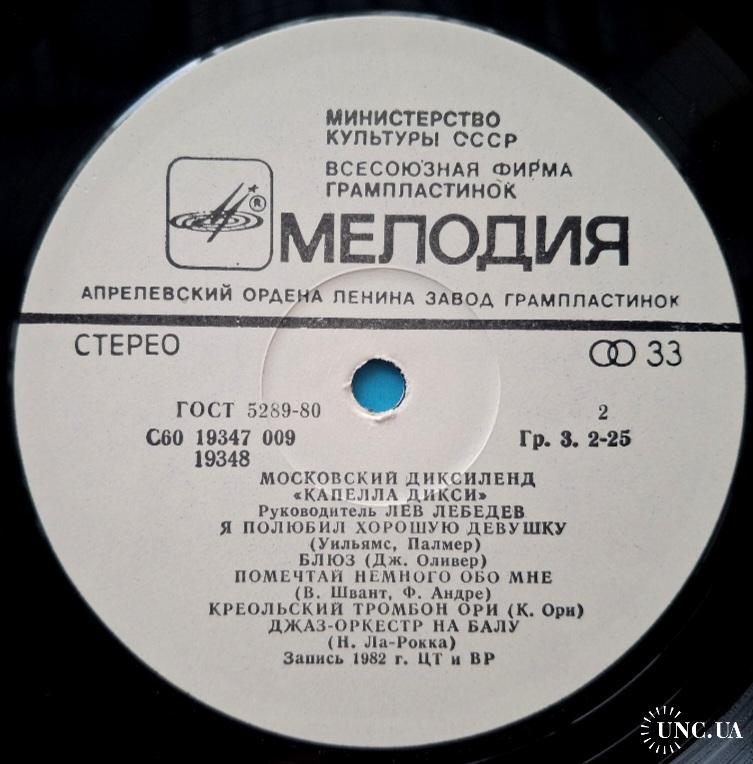 МИНИСТЕРСТВО
КУЛЬТУРЫ СССР
ВСЕСОЮЗНАЯ ФИРМА
ГРАМПЛАСТИНОК
®
МЕЛОДИЯ
АПРЕЛЕВСКИЙ ОРДЕНА ЛЕНИНА ЗАВОД ГРАМПЛАСТИНОК
СТЕРЕО
33
ГОСТ 5289-80
2
С60 19347 009
Гр. 3. 2-25
19348
МОСКОВСКИЙ ДИКСИЛЕНД
«КАПЕЛЛА ДИКСИ»
Руководитель ЛЕВ ЛЕБЕДЕВ
Я ПОЛЮБИЛ ХОРОШУЮ ДЕВУШКУ
(Уильямс, Палмер)
БЛЮЗ (Дж. Оливер)
ПОМЕЧТАЙ НЕМНОГО ОБО МНЕ
(В. Швант, Ф. Андре)
КРЕОЛЬСКИЙ ТРОМБОН ОРИ (К. Ори)
ДЖАЗ-ОРКЕСТР НА БАЛУ
(Н. Ла-Рокка)
Запись 1982 г. ЦТ и ВР
UNC.UA